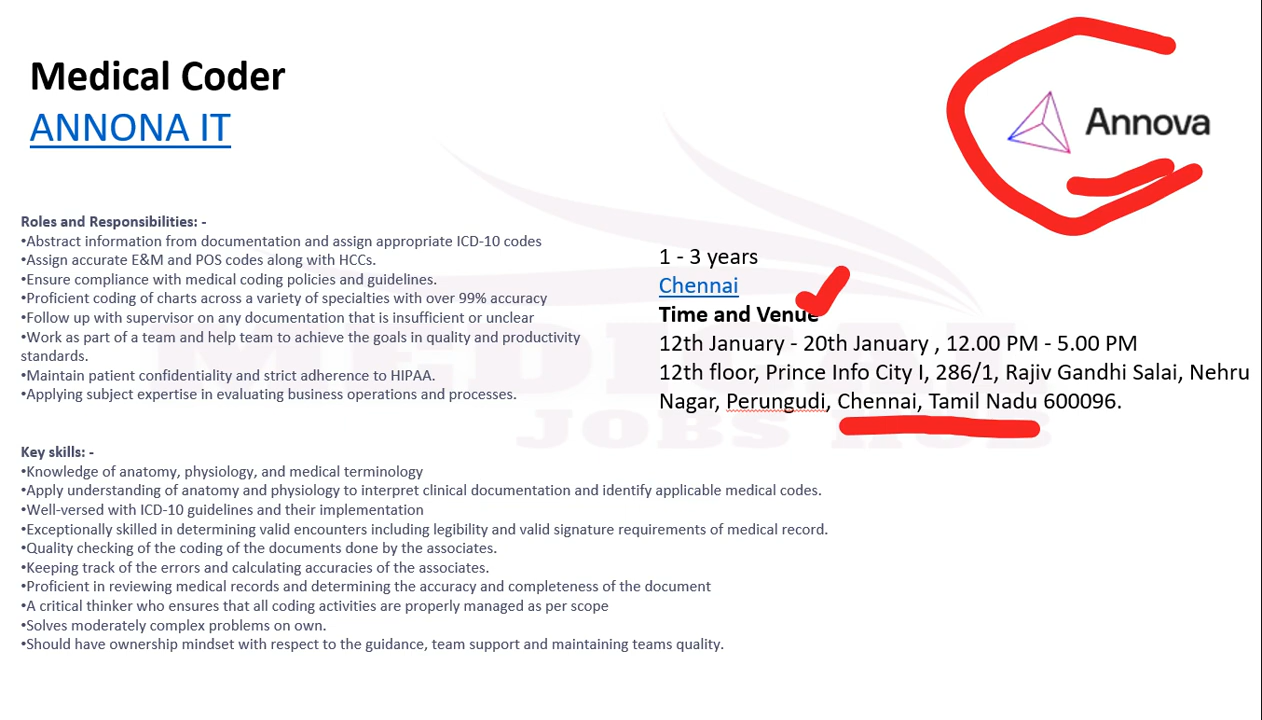 Medical Coder
ANNONA IT
Annova
Roles and Responsibilities: -
•Abstract information from documentation and assign appropriate ICD-10 codes
•Assign accurate E&M and POS codes along with HCCs.
•Ensure compliance with medical coding policies and guidelines.
•Proficient coding of charts across a variety of specialties with over 99% accuracy
•Follow up with supervisor on any documentation that is insufficient or unclear
•Work as part of a team and help team to achieve the goals in quality and productivity
standards.
•Maintain patient confidentiality and strict adherence to HIPAA.
•Applying subject expertise in evaluating business operations and processes.
1 - 3 years
Chennai
Time and Venue
12th January - 20th January , 12.00 PM - 5.00 PM
12th floor, Prince Info City I, 286/1, Rajiv Gandhi Salai, Nehru
Nagar, Perungudi, Chennai, Tamil Nadu 600096.
MEDICAL
JOBS HUB
Key skills: -
•Knowledge of anatomy, physiology, and medical terminology
•Apply understanding of anatomy and physiology to interpret clinical documentation and identify applicable medical codes.
•Well-versed with ICD-10 guidelines and their implementation
•Exceptionally skilled in determining valid encounters including legibility and valid signature requirements of medical record.
•Quality checking of the coding of the documents done by the associates.
•Keeping track of the errors and calculating accuracies of the associates.
•Proficient in reviewing medical records and determining the accuracy and completeness of the document
•A critical thinker who ensures that all coding activities are properly managed as per scope
•Solves moderately complex problems on own.
•Should have ownership mindset with respect to the guidance, team support and maintaining teams quality.